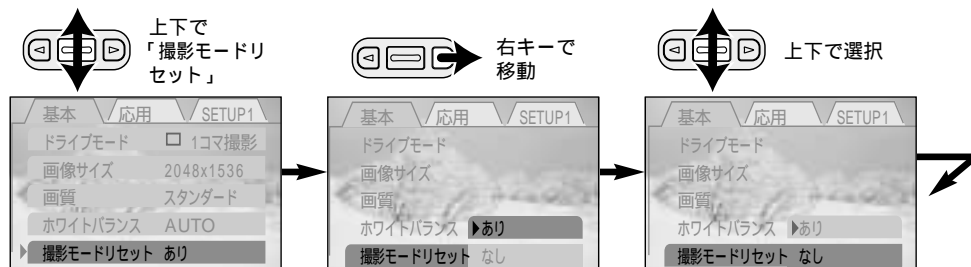 上下で
「撮影モードリ
セット」
右キーで
移動
上下で選択
基本 応用 SETUP1
ドライブモード 1コマ撮影
画像サイズ 2048x1536
画質 スタンダード
ホワイトバランス AUTO
撮影モードリセット あり
基本 応用 SETUP1
ドライブモード
画像サイズ
画質
ホワイトバランス あり
撮影モードリセット なし
基本 応用 SETUP1
ドライブモード
画像サイズ
画質
ホワイトバランス あり
撮影モードリセット なし